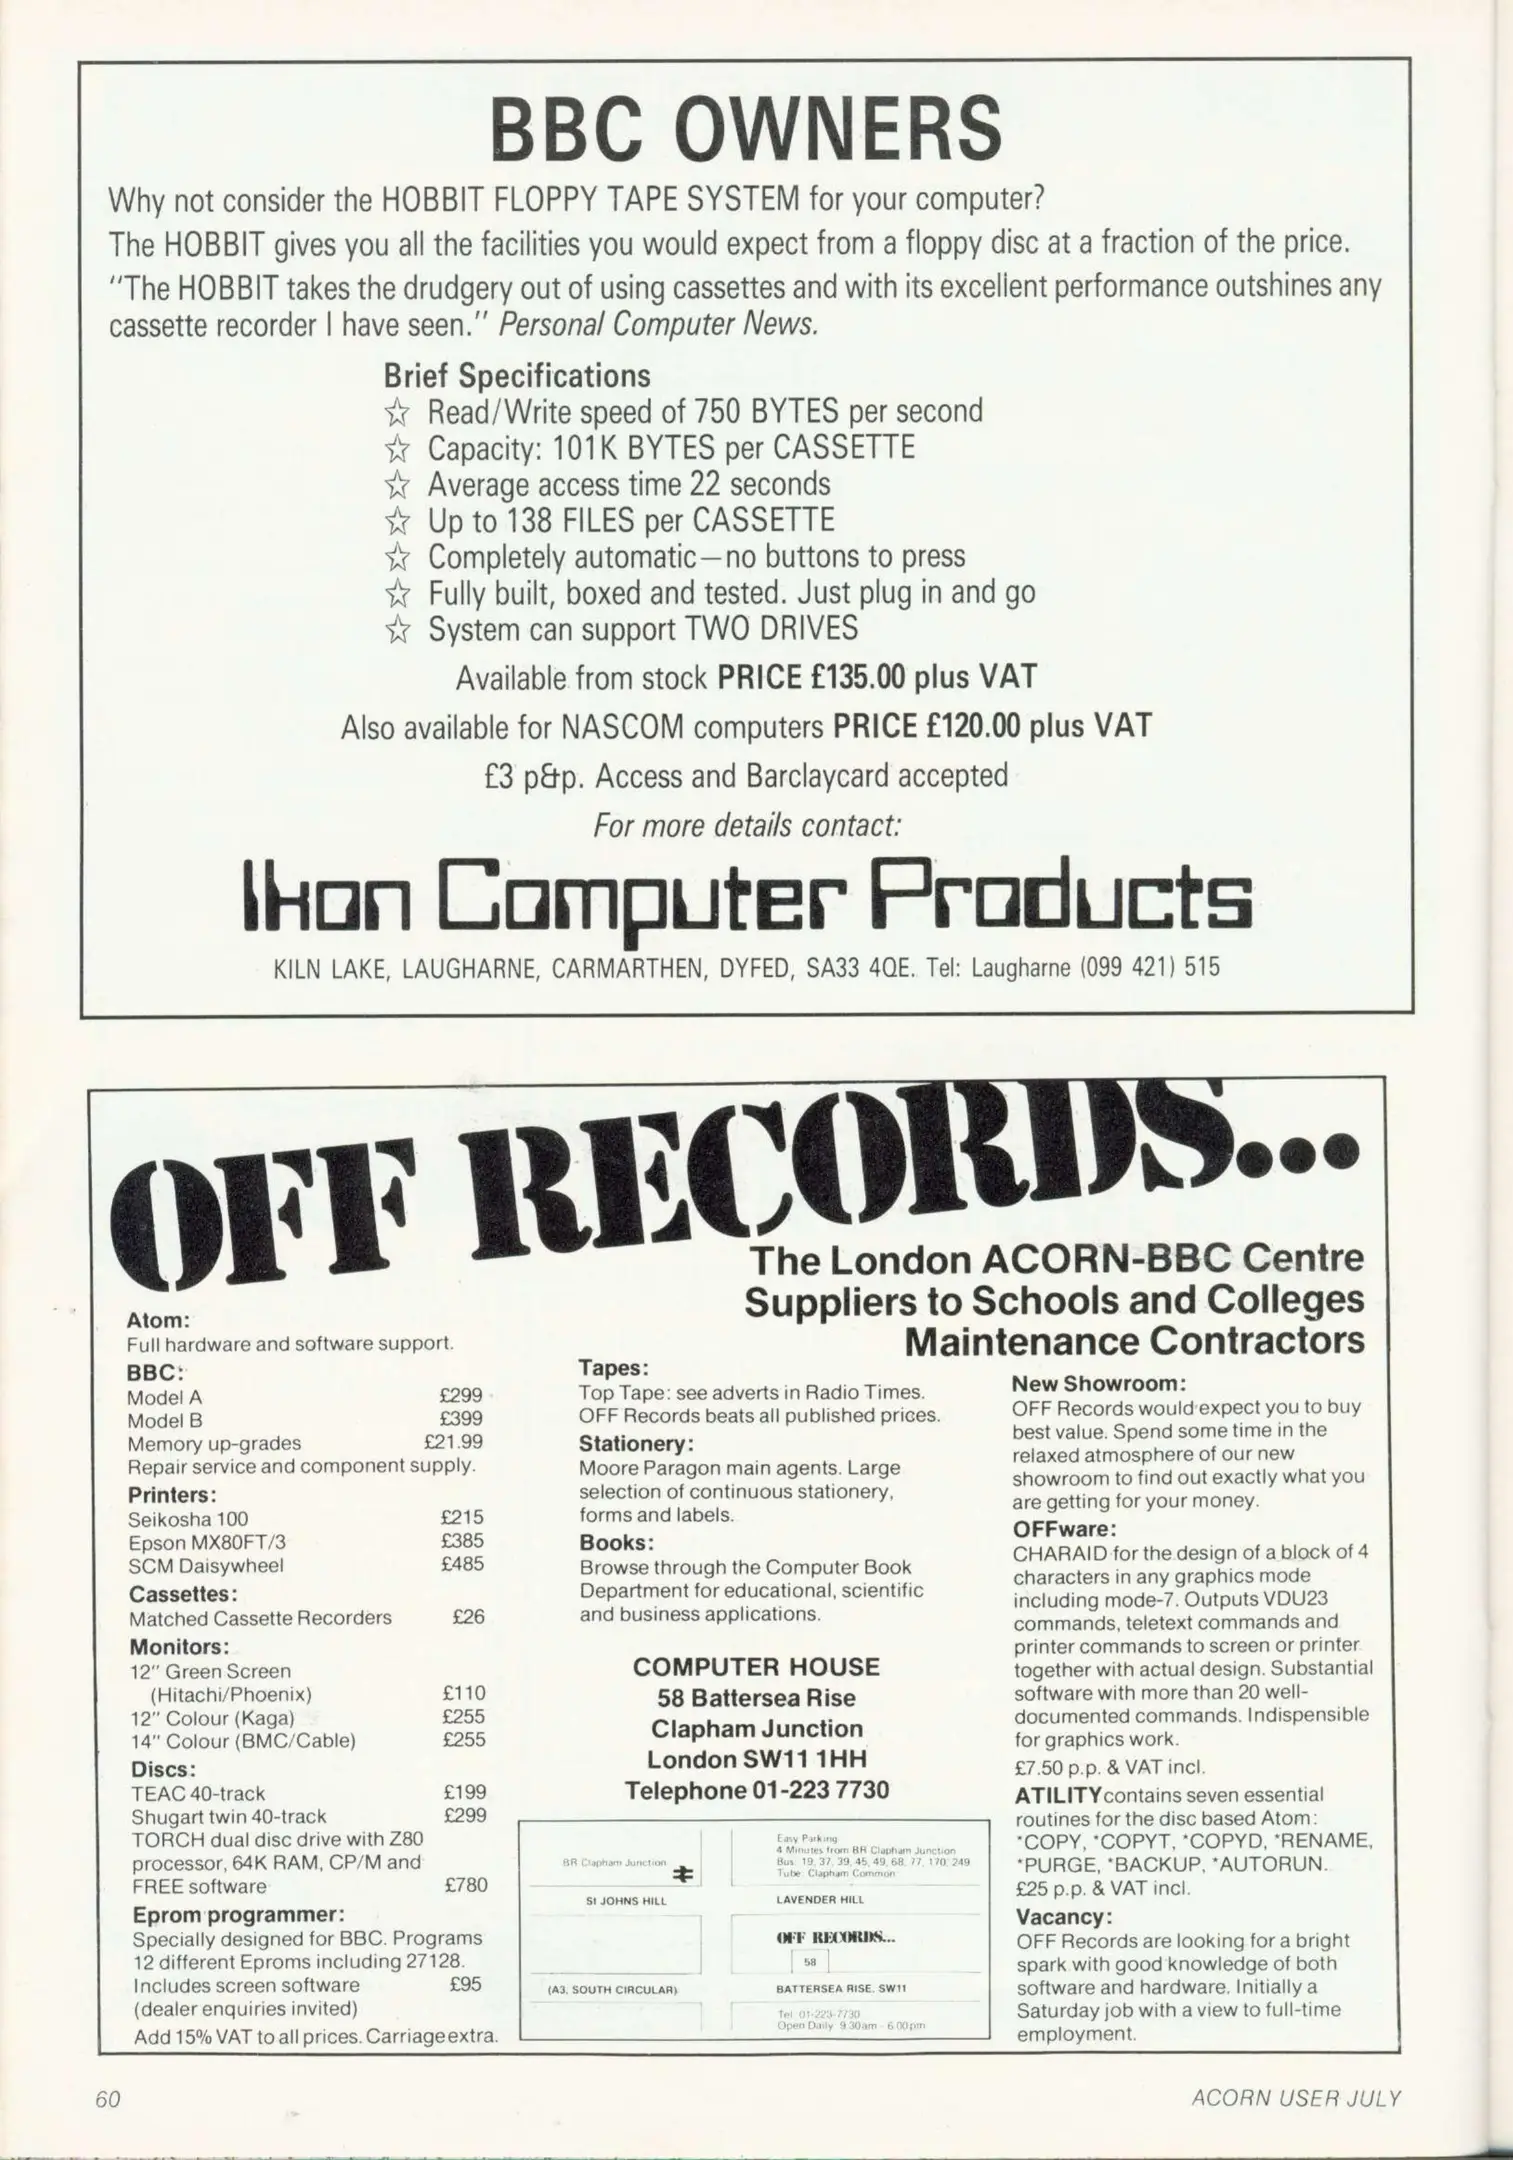 BBC OWNERS
Why not consider the HOBBIT FLOPPY TAPE SYSTEM for your computer?
The HOBBIT gives you all the facilities you would expect from a floppy disc at a fraction of the price.
"The HOBBIT takes the drudgery out of using cassettes and with its excellent performance outshines any
cassette recorder I have seen." Personal Computer News.
Brief Specifications
☆ Read/Write speed of 750 BYTES per second
☆ Capacity: 101K BYTES per CASSETTE
☆ Average access time 22 seconds
☆ Up to 138 FILES per CASSETTE
☆ Completely automatic—no buttons to press
☆ Fully built, boxed and tested. Just plug in and go
☆ System can support TWO DRIVES
Available from stock PRICE £135.00 plus VAT
Also available for NASCOM computers PRICE £120.00 plus VAT
£3 p&p. Access and Barclaycard accepted
For more details contact:
Ikon Computer Products
KILN LAKE, LAUGHARNE, CARMARTHEN, DYFED, SA33 4QE. Tel: Laugharne (099 421) 515
OFF RECORDS...
The London ACORN-BBC Centre
Suppliers to Schools and Colleges
Maintenance Contractors
Atom:
Full hardware and software support.
BBC:
Model A £299
Model B £399
Memory up-grades £21.99
Repair service and component supply.
Printers:
Seikosha 100 £215
Epson MX80FT/3 £385
SCM Daisywheel £485
Cassettes:
Matched Cassette Recorders £26
Monitors:
12" Green Screen
(Hitachi/Phoenix) £110
12" Colour (Kaga) £255
14" Colour (BMC/Cable) £255
Discs:
TEAC 40-track £199
Shugart twin 40-track £299
TORCH dual disc drive with Z80
processor, 64K RAM, CP/M and
FREE software £780
Eprom programmer:
Specially designed for BBC. Programs
12 different Eproms including 27128.
Includes screen software £95
(dealer enquiries invited)
Add 15% VAT to all prices. Carriage extra.
Tapes:
Top Tape: see adverts in Radio Times.
OFF Records beats all published prices.
Stationery:
Moore Paragon main agents. Large
selection of continuous stationery,
forms and labels.
Books:
Browse through the Computer Book
Department for educational, scientific
and business applications.
COMPUTER HOUSE
58 Battersea Rise
Clapham Junction
London SW11 1HH
Telephone 01-223 7730
BR Clapham Junction
Easy Parking
4 Minutes from BR Clapham Junction
Bus: 19, 37, 39, 45, 49, 68, 77, 170, 249
Tube: Clapham Common
St JOHNS HILL
LAVENDER HILL
OFF RECORDS...
58
(A3. SOUTH CIRCULAR)
BATTERSEA RISE. SW11
Tel 01-223-7730
Open Daily 9.30am - 6.00pm
New Showroom:
OFF Records would expect you to buy
best value. Spend some time in the
relaxed atmosphere of our new
showroom to find out exactly what you
are getting for your money.
OFFware:
CHARAID for the design of a block of 4
characters in any graphics mode
including mode-7. Outputs VDU23
commands, teletext commands and
printer commands to screen or printer
together with actual design. Substantial
software with more than 20 well-
documented commands. Indispensible
for graphics work.
£7.50 p.p. & VAT incl.
ATILITY contains seven essential
routines for the disc based Atom:
*COPY, *COPYT, *COPYD, *RENAME,
*PURGE, *BACKUP, *AUTORUN.
£25 p.p. & VAT incl.
Vacancy:
OFF Records are looking for a bright
spark with good knowledge of both
software and hardware. Initially a
Saturday job with a view to full-time
employment.
60
ACORN USER JULY